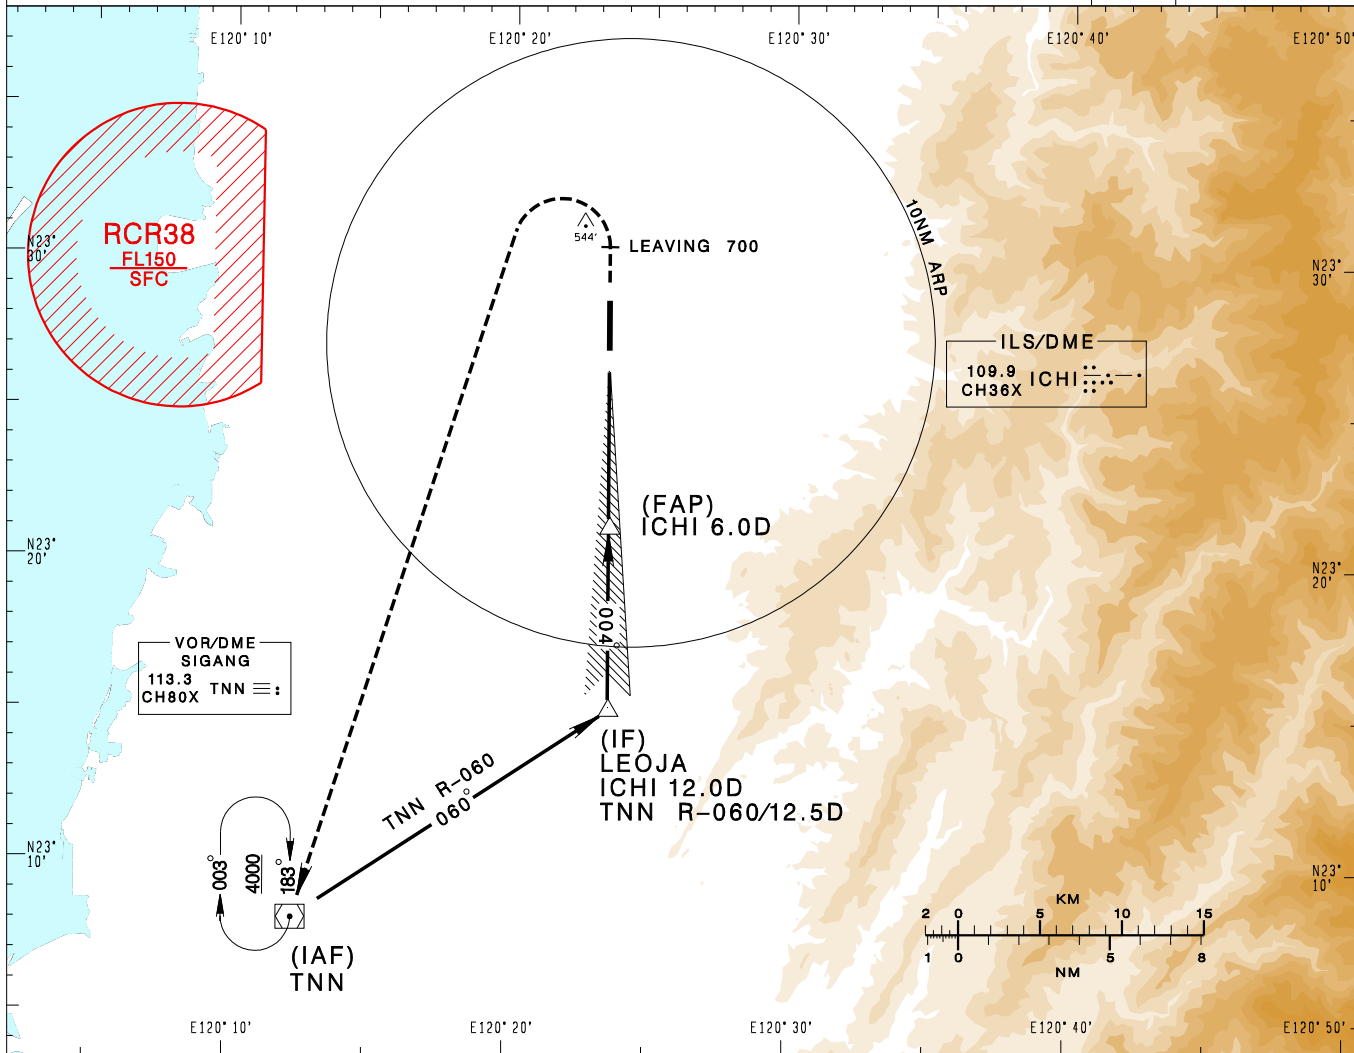 E120°10'
E120°20'
E120°30'
E120°40'
E120°50'
RCR38
FL150
SFC
N23°
30'
544'
LEAVING 700
10NM ARP
N23°
30'
ILS/DME
109.9
CH36X
ICHI
(FAP)
ICHI 6.0D
N23°
20'
N23°
20'
004°
VOR/DME
SIGANG
113.3
CH80X
TNN
(IF)
LEOJA
ICHI 12.0D
TNN R-060/12.5D
TNN R-060
060°
N23°
10'
003°
4000
183°
N23°
10'
(IAF)
TNN
KM
2 0 5 10 15
1 0 5 8
NM
E120°10'
E120°20'
E120°30'
E120°40'
E120°50'